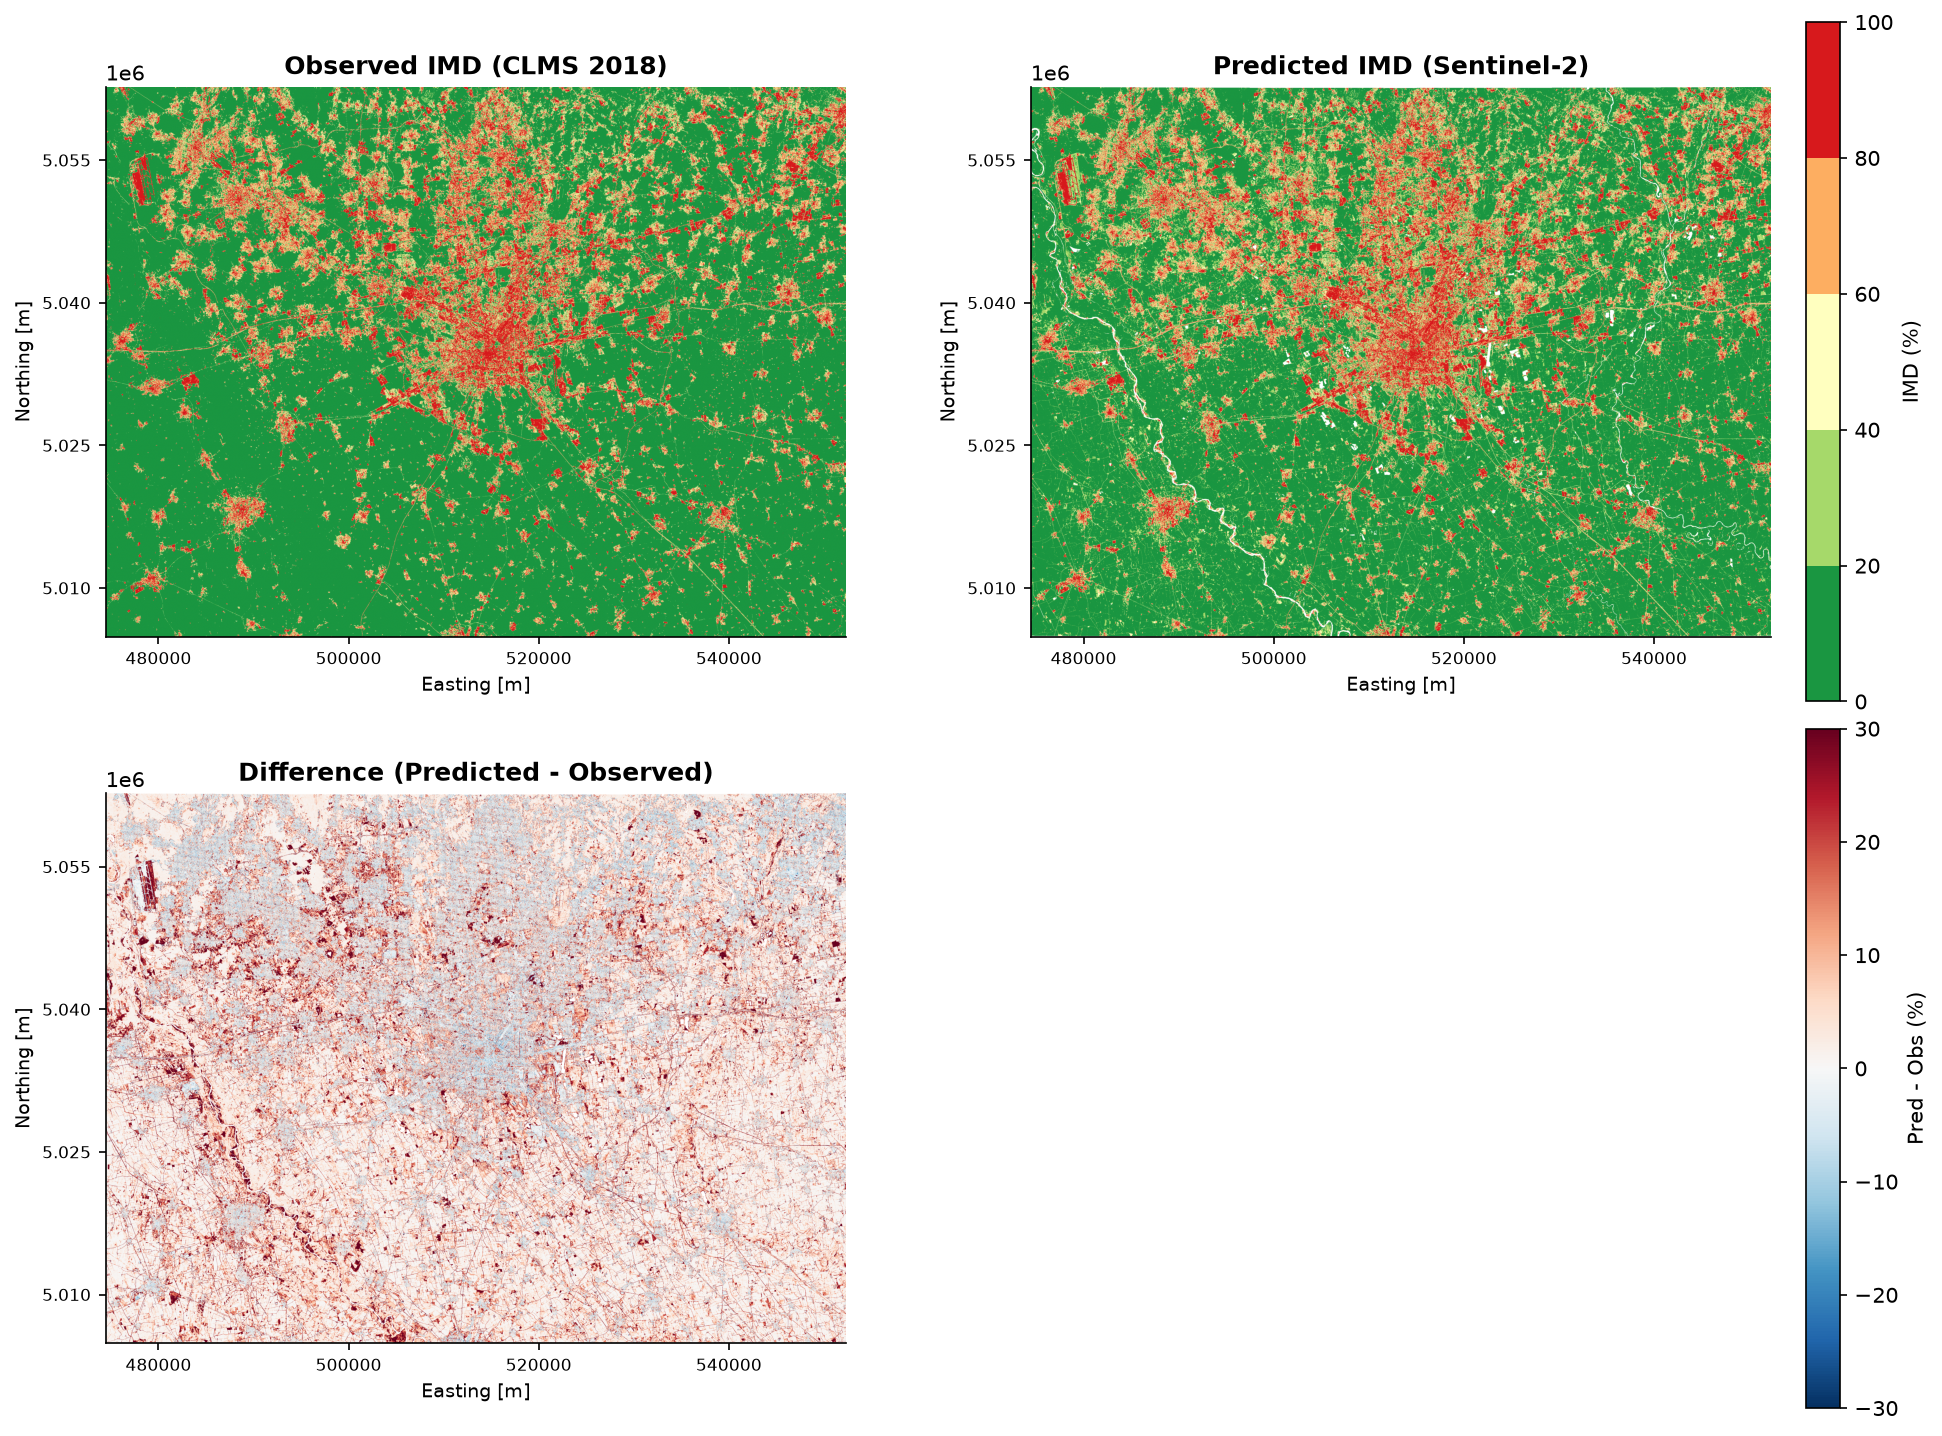 Observed IMD (CLMS 2018)
1e6
5.055
5.040
5.025
5.010
Northing [m]
480000 500000 520000 540000
Easting [m]
Predicted IMD (Sentinel-2)
1e6
5.055
5.040
5.025
5.010
Northing [m]
480000 500000 520000 540000
Easting [m]
100
80
60
40
20
0
IMD (%)
Difference (Predicted - Observed)
1e6
5.055
5.040
5.025
5.010
Northing [m]
480000 500000 520000 540000
Easting [m]
30
20
10
0
−10
−20
−30
Pred - Obs (%)